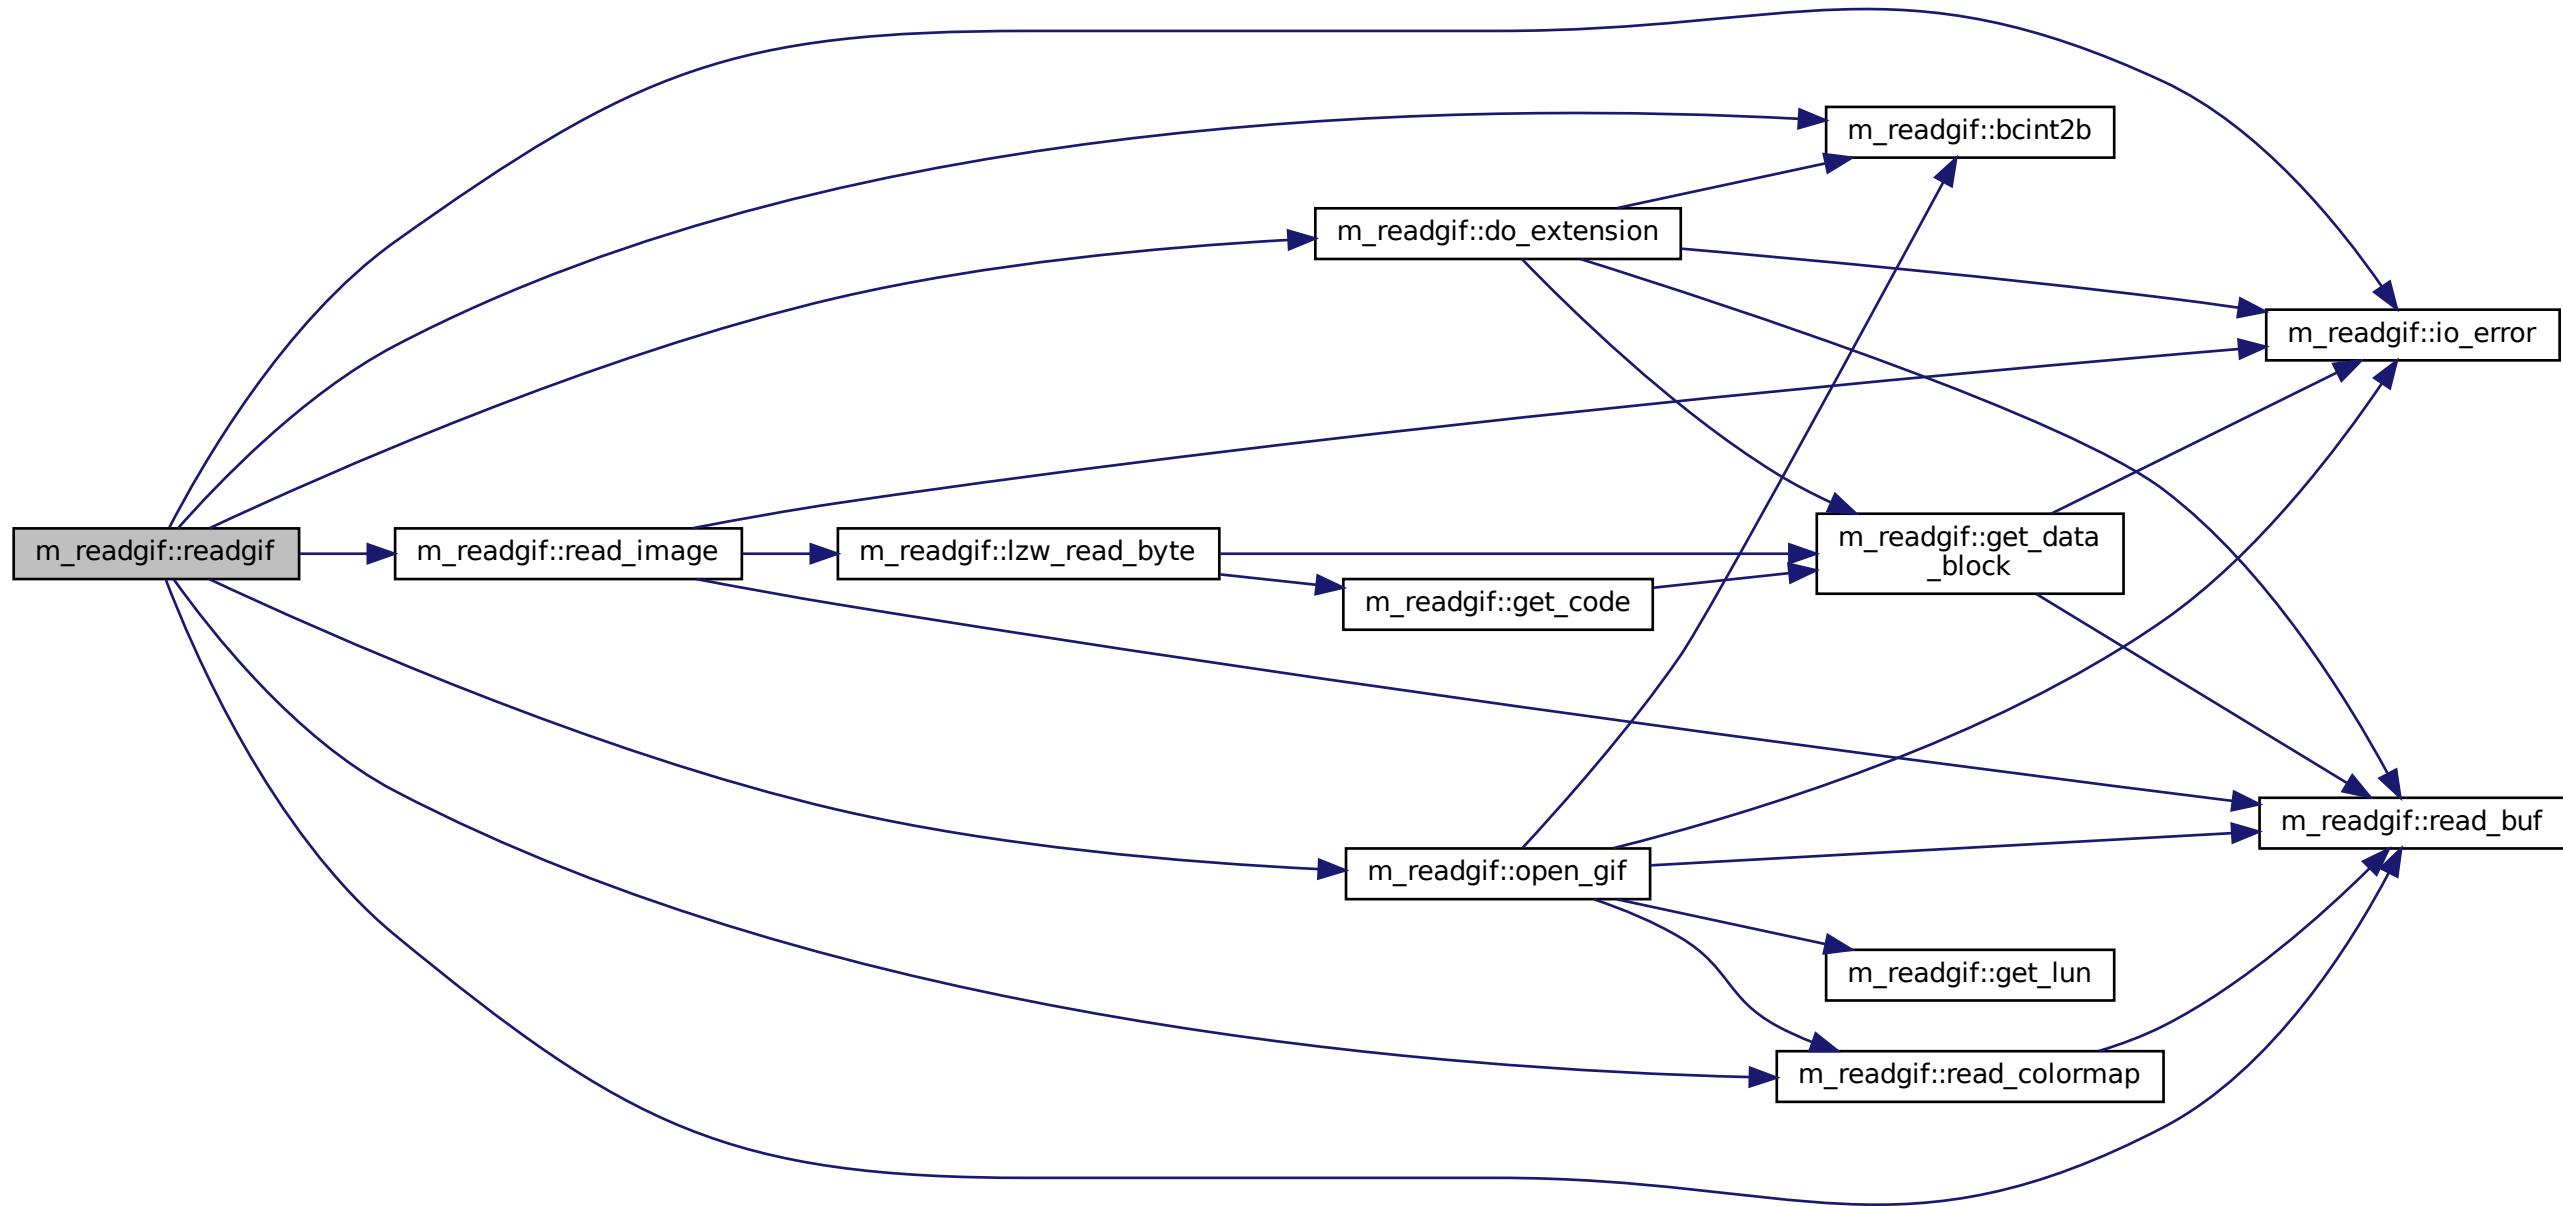 m_readgif::bcint2b
m_readgif::do_extension
m_readgif::io_error
m_readgif::readgif
m_readgif::read_image
m_readgif::lzw_read_byte
m_readgif::get_data
_block
m_readgif::get_code
m_readgif::read_buf
m_readgif::open_gif
m_readgif::get_lun
m_readgif::read_colormap